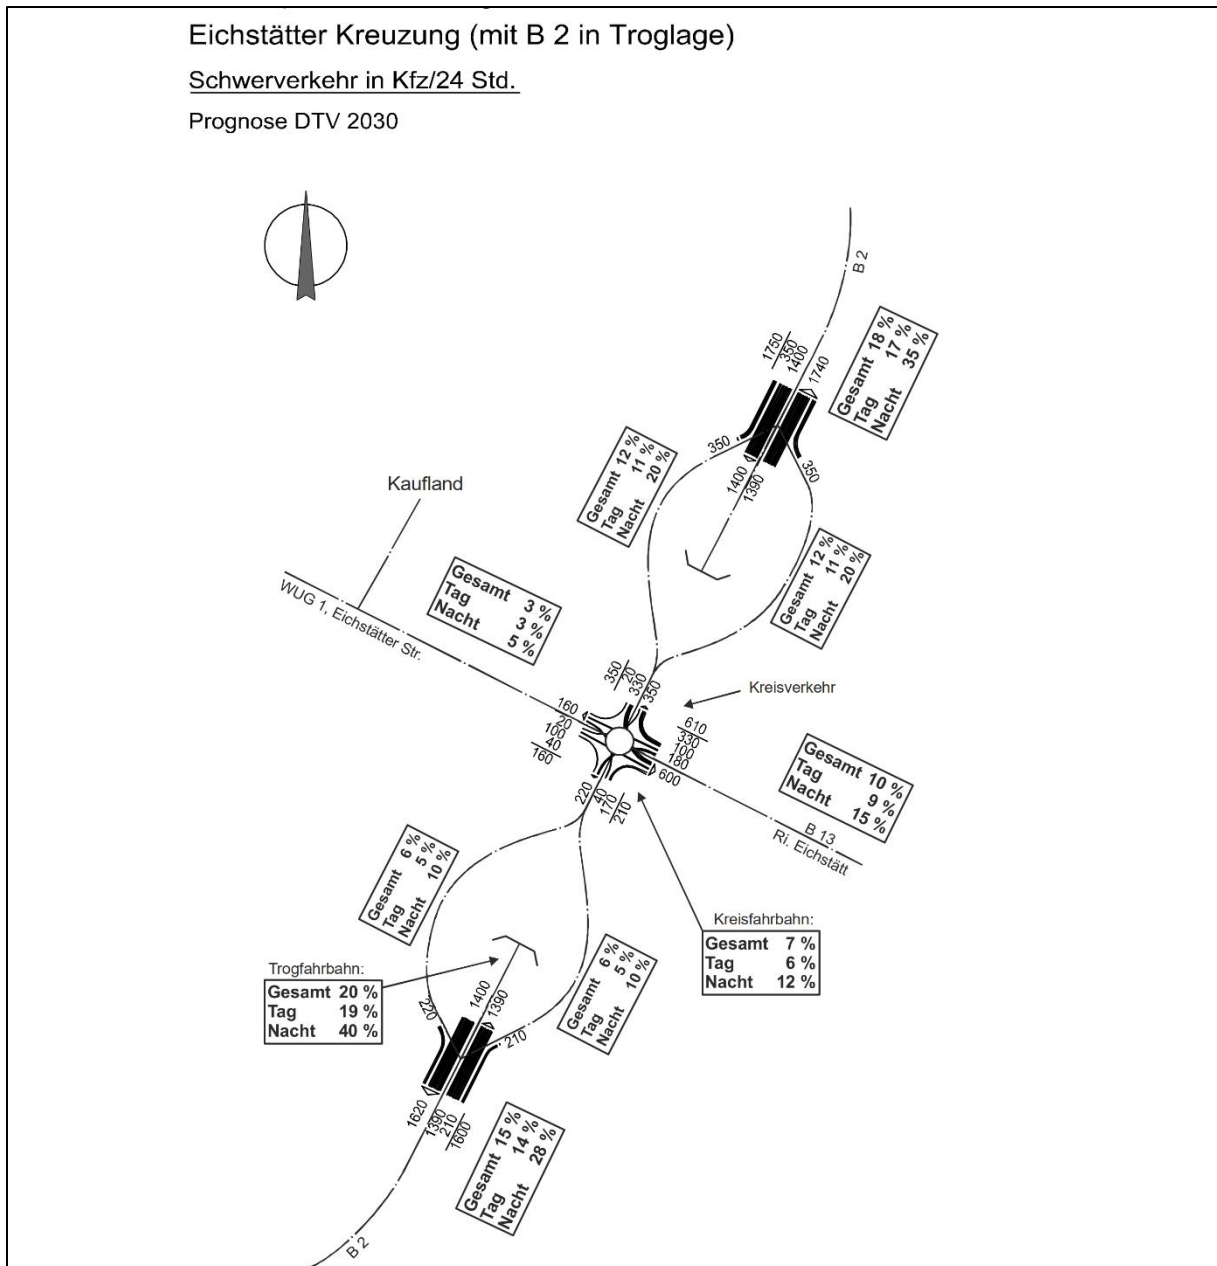 Eichstätter Kreuzung (mit B 2 in Troglage)
Schwerverkehr in Kfz/24 Std.
Prognose DTV 2030
B 2
1750
350
1400
1740
Gesamt 18 %
Tag 17 %
Nacht 35 %
350
1400
1390
350
Gesamt 12 %
Tag 11 %
Nacht 20 %
Gesamt 12 %
Tag 11 %
Nacht 20 %
Kaufland
Gesamt 3 %
Tag 3 %
Nacht 5 %
WUG 1, Eichstätter Str.
350
20
330
350
Kreisverkehr
160
20
100
40
160
610
330
100
180
600
Gesamt 10 %
Tag 9 %
Nacht 15 %
B 13
Ri. Eichstätt
220
40
170
210
Gesamt 6 %
Tag 5 %
Nacht 10 %
Kreisfahrbahn:
Gesamt 7 %
Tag 6 %
Nacht 12 %
Gesamt 6 %
Tag 5 %
Nacht 10 %
Trogfahrbahn:
Gesamt 20 %
Tag 19 %
Nacht 40 %
1400
1390
220
210
1620
1390
210
1600
Gesamt 15 %
Tag 14 %
Nacht 28 %
B 2